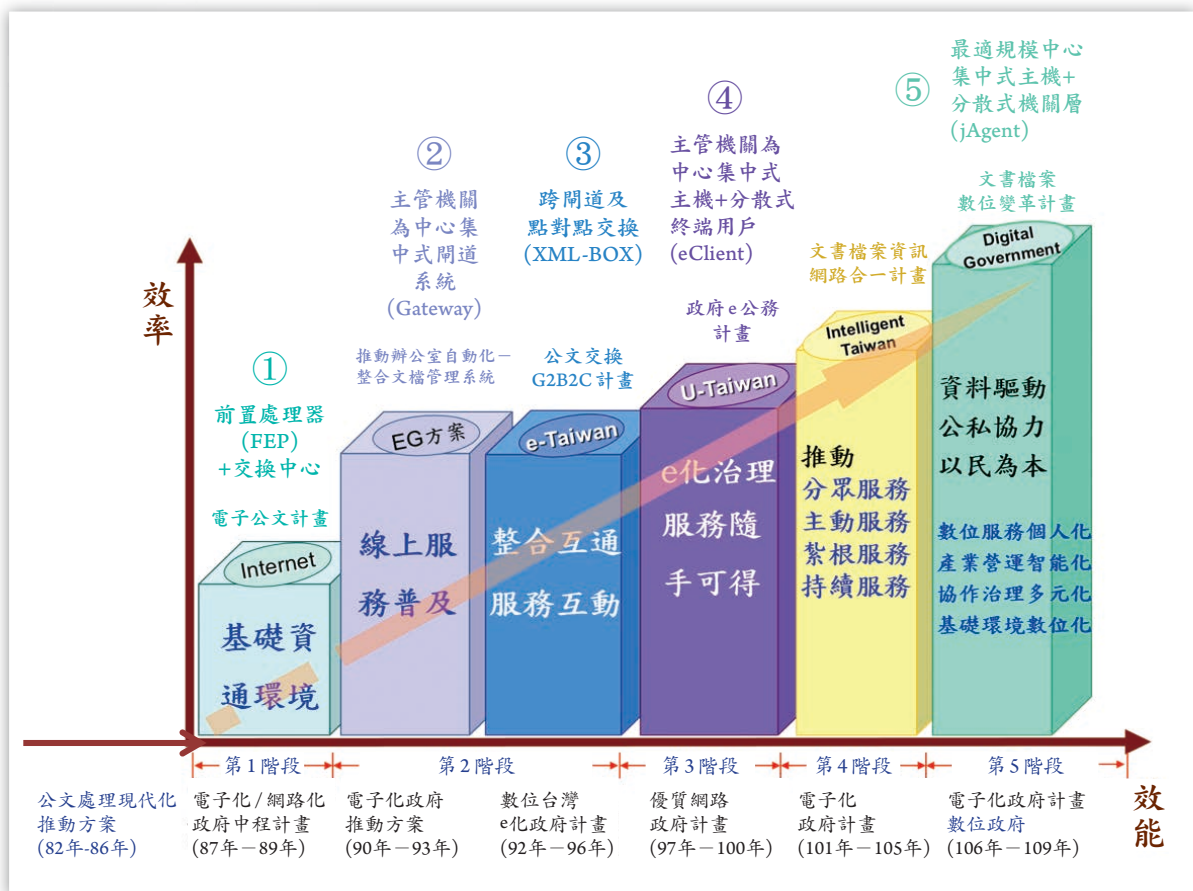 效率
①
前置處理器
(FEP)
+交換中心
電子公文計畫
Internet
基礎資
通環境
②
主管機關
為中心集
中式閘道
系統
(Gateway)
推動辦公室自動化－
整合文檔管理系統
EG方案
線上服
務普及
③
跨閘道及
點對點交換
(XML-BOX)
公文交換
G2B2C計畫
e-Taiwan
整合互通
服務互動
④
主管機關為
中心集中式
主機+分散式
終端用戶
(eClient)
政府e公務
計畫
U-Taiwan
e化治理
服務隨
手可得
文書檔案資訊
網路合一計畫
Intelligent
Taiwan
推動
分眾服務
主動服務
紮根服務
持續服務
⑤
最適規模中心
集中式主機+
分散式機關層
(jAgent)
文書檔案
數位變革計畫
Digital
Government
資料驅動
公私協力
以民為本
數位服務個人化
產業營運智能化
協作治理多元化
基礎環境數位化
第1階段
第2階段
第3階段
第4階段
第5階段
公文處理現代化
推動方案
(82年-86年)
電子化/網路化
政府中程計畫
(87年－89年)
電子化政府
推動方案
(90年－93年)
數位台灣
e化政府計畫
(92年－96年)
優質網路
政府計畫
(97年－100年)
電子化
政府計畫
(101年－105年)
電子化政府計畫
數位政府
(106年－109年)
效能